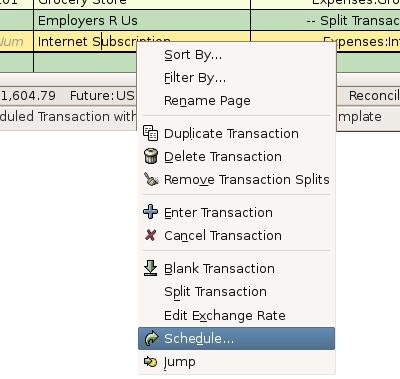 01 Grocery Store Expenses:Gro
Employers R Us -- Split Transac
Num Internet Subscription Expenses:Int
Sort By...
Filter By...
Rename Page
1,604.79 Future:US Reconcil
duled Transaction with mplate
Duplicate Transaction
Delete Transaction
Remove Transaction Splits
Enter Transaction
Cancel Transaction
Blank Transaction
Split Transaction
Edit Exchange Rate
Schedule...
Jump